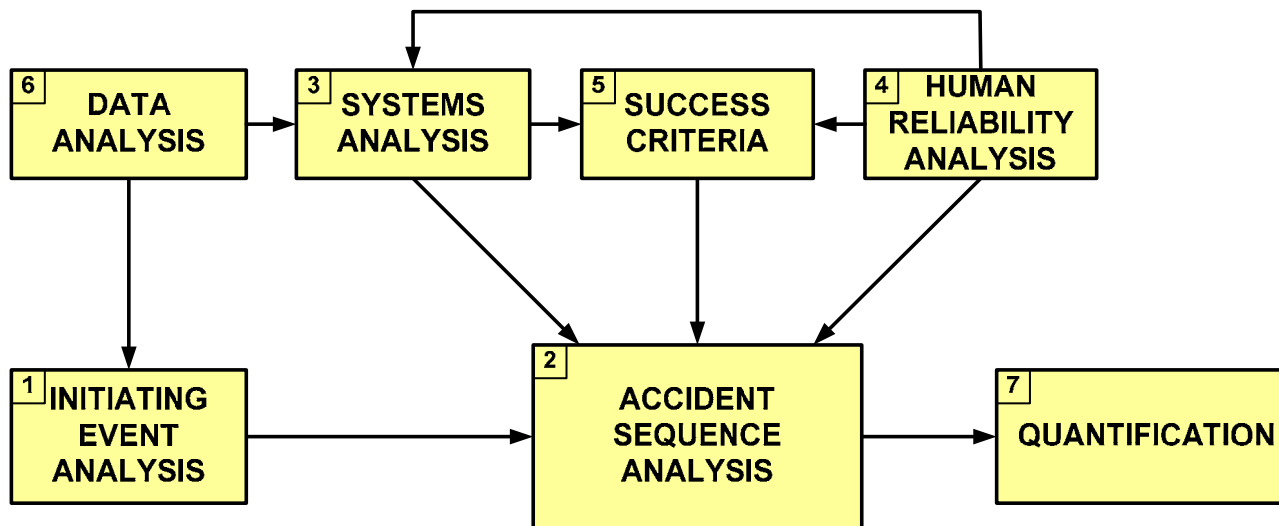 6
DATA
ANALYSIS
3
SYSTEMS
ANALYSIS
5
SUCCESS
CRITERIA
4
HUMAN
RELIABILITY
ANALYSIS
1
INITIATING
EVENT
ANALYSIS
2
ACCIDENT
SEQUENCE
ANALYSIS
7
QUANTIFICATION